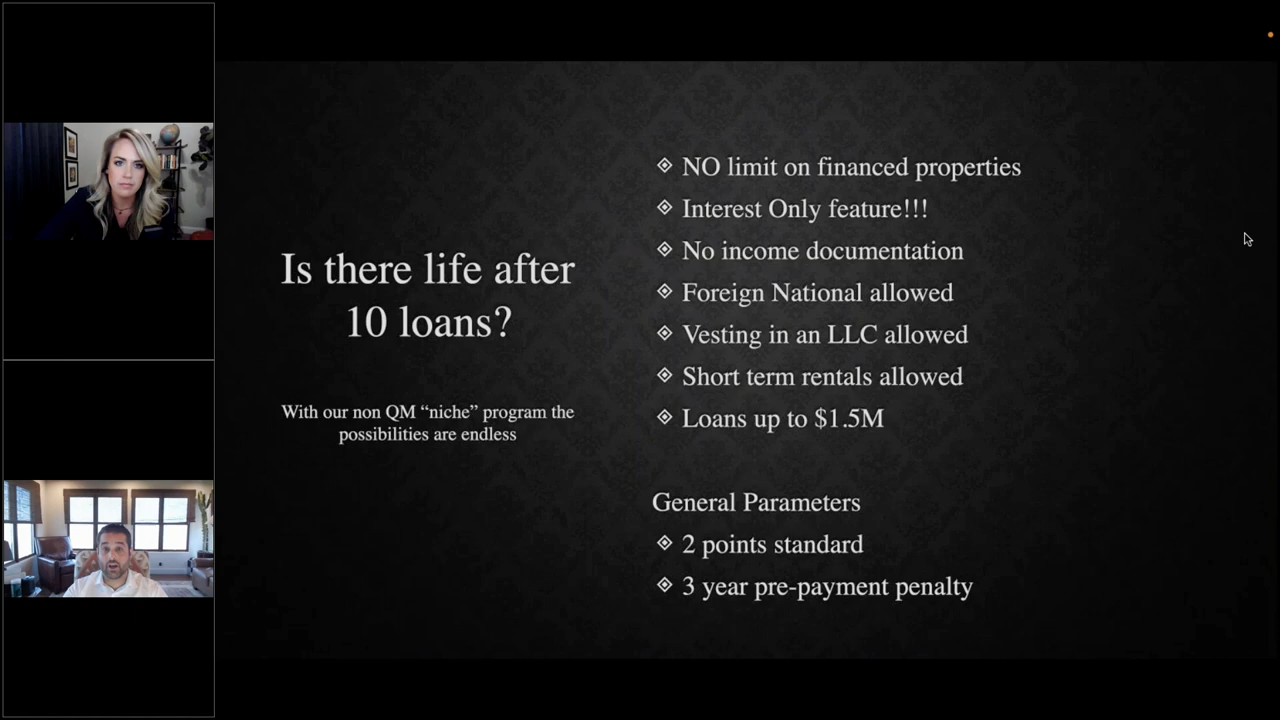 Is there life after
10 loans?
With our non QM “niche” program the
possibilities are endless
NO limit on financed properties
Interest Only feature!!!
No income documentation
Foreign National allowed
Vesting in an LLC allowed
Short term rentals allowed
Loans up to $1.5M
General Parameters
2 points standard
3 year pre-payment penalty